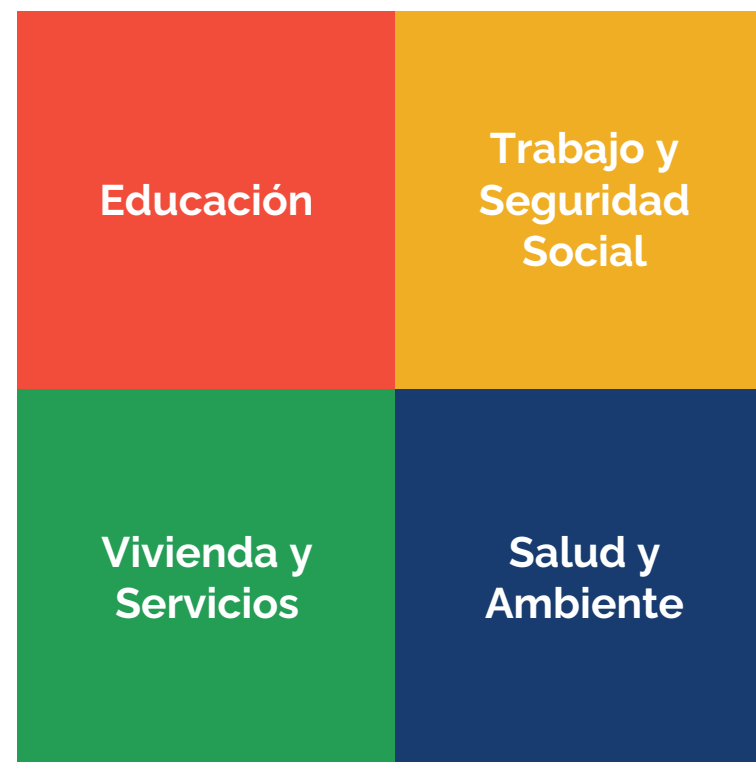 Educación
Trabajo y
Seguridad
Social
Vivienda y
Servicios
Salud y
Ambiente